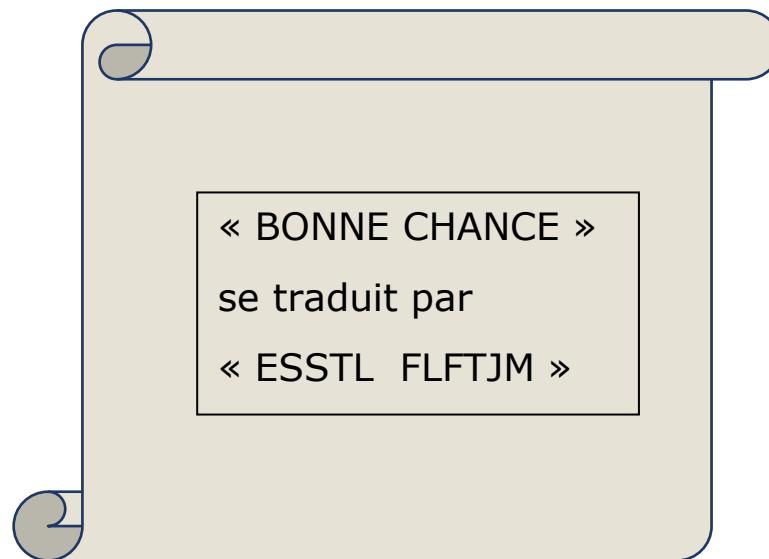 « BONNE CHANCE »
se traduit par
« ESSTL  FLFTJM »